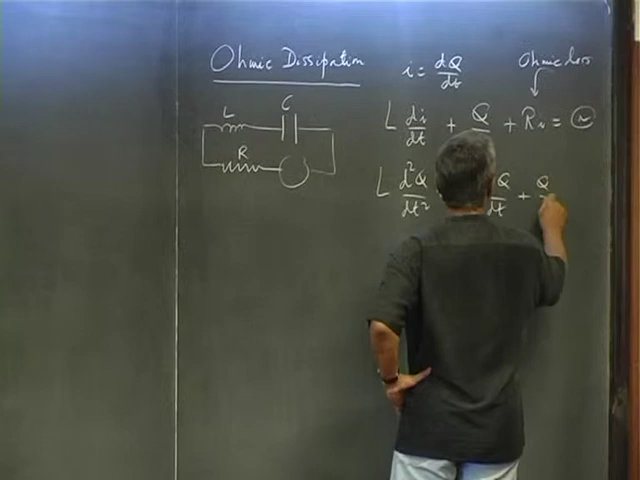 Ohmic Dissipation
i = dQ/dt
Ohmic loss
L di/dt + Q + Ri =
L C
R
L d²Q/dt² Q/dt + Q